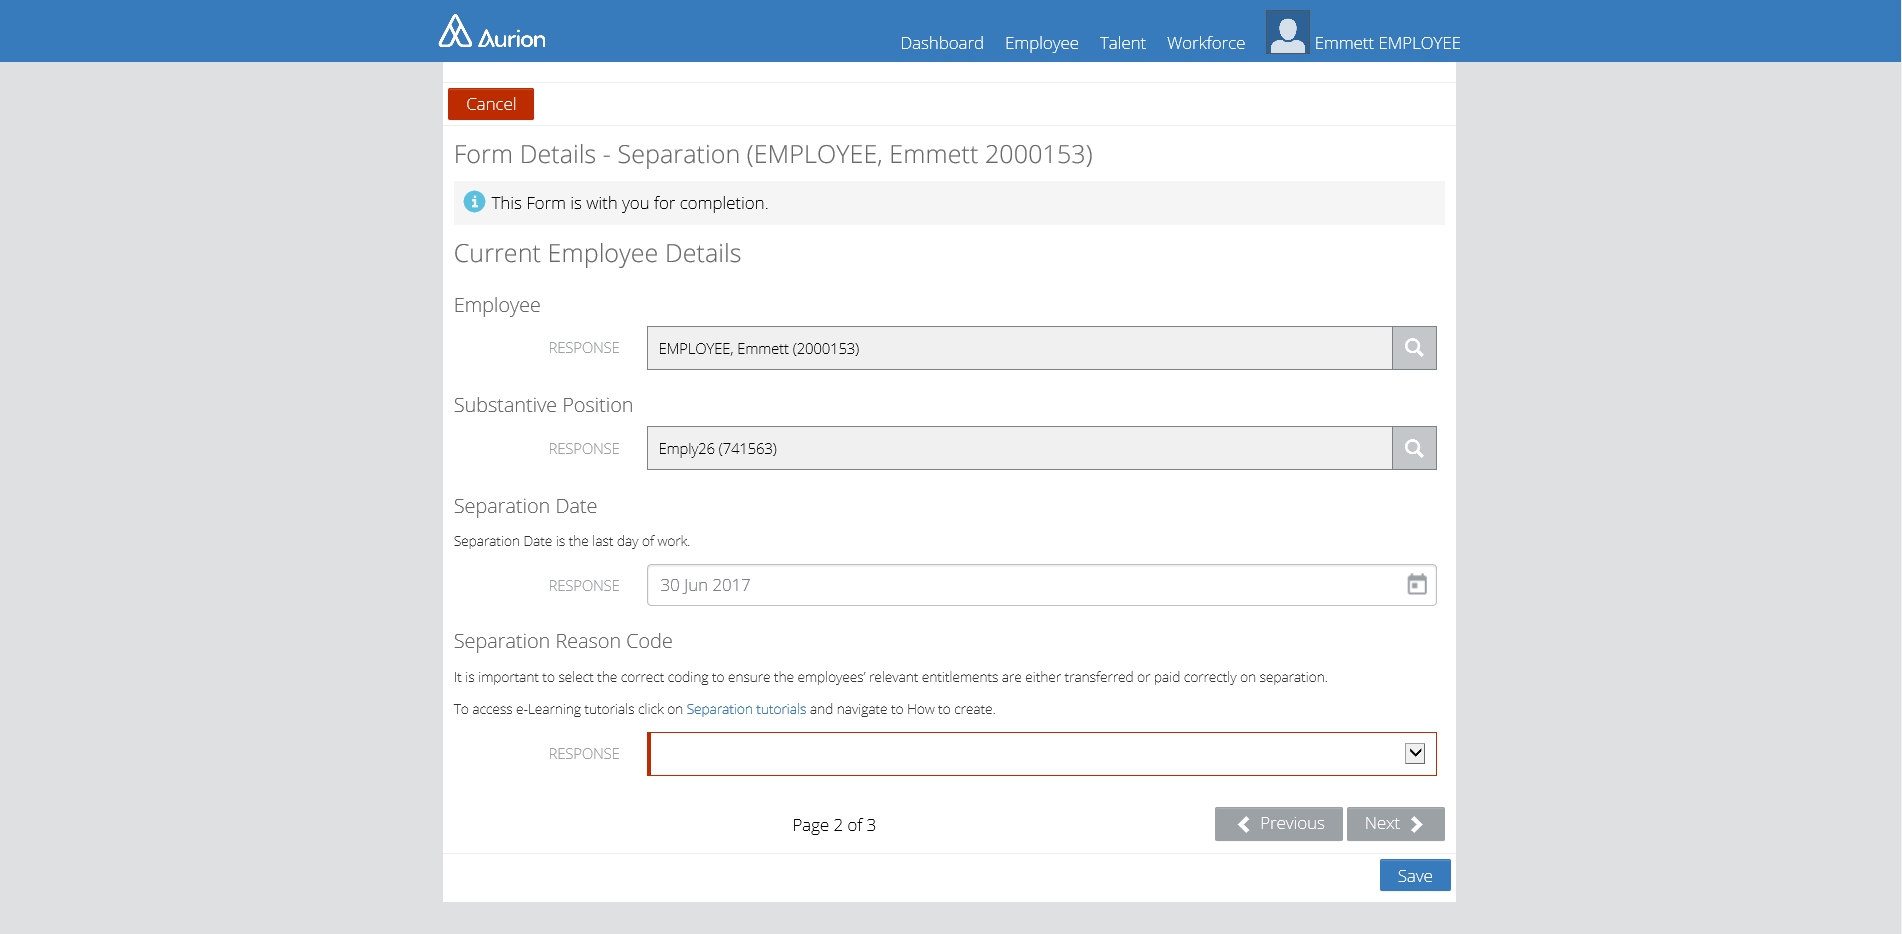 Aurion
Dashboard Employee Talent Workforce Emmett EMPLOYEE
Cancel
Form Details - Separation (EMPLOYEE, Emmett 2000153)
This Form is with you for completion.
Current Employee Details
Employee
RESPONSE EMPLOYEE, Emmett (2000153)
Substantive Position
RESPONSE Emply26 (741563)
Separation Date
Separation Date is the last day of work.
RESPONSE 30 Jun 2017
Separation Reason Code
It is important to select the correct coding to ensure the employees’ relevant entitlements are either transferred or paid correctly on separation.
To access e-Learning tutorials click on Separation tutorials and navigate to How to create.
RESPONSE
Page 2 of 3 Previous Next
Save